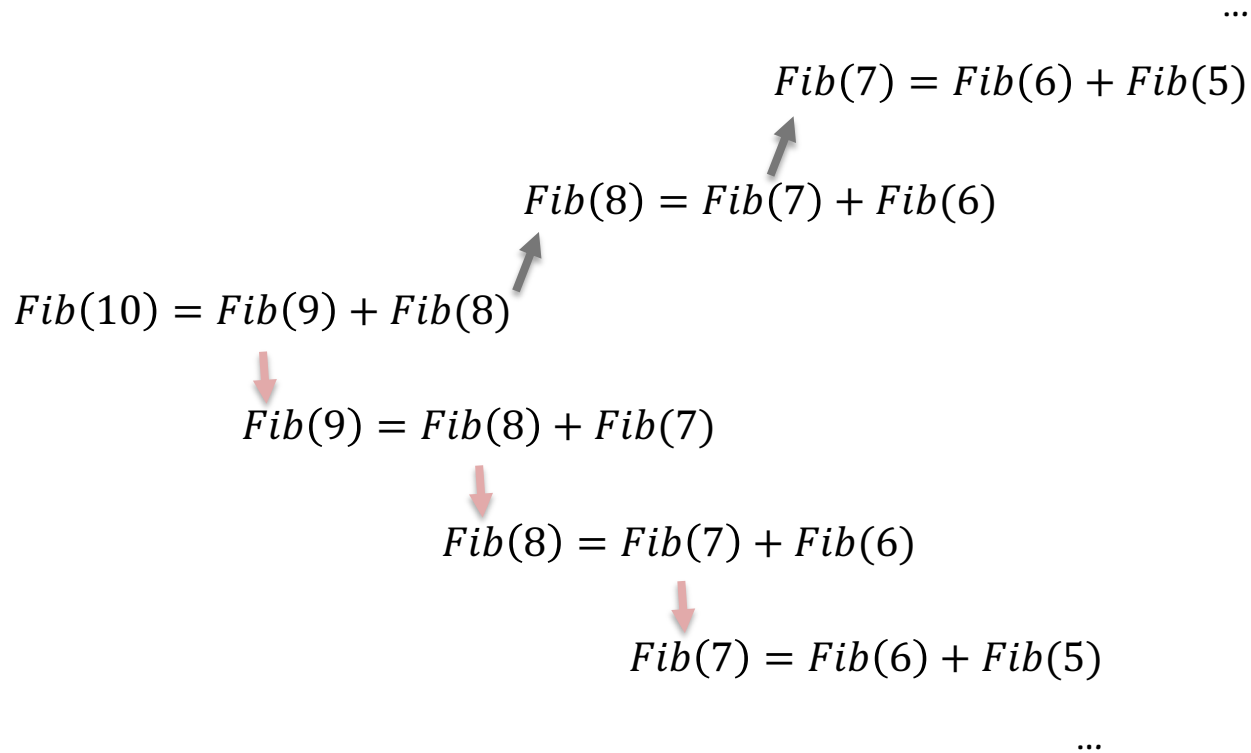 ...
Fib(7) = Fib(6) + Fib(5)
Fib(8) = Fib(7) + Fib(6)
Fib(10) = Fib(9) + Fib(8)
Fib(9) = Fib(8) + Fib(7)
Fib(8) = Fib(7) + Fib(6)
Fib(7) = Fib(6) + Fib(5)
...